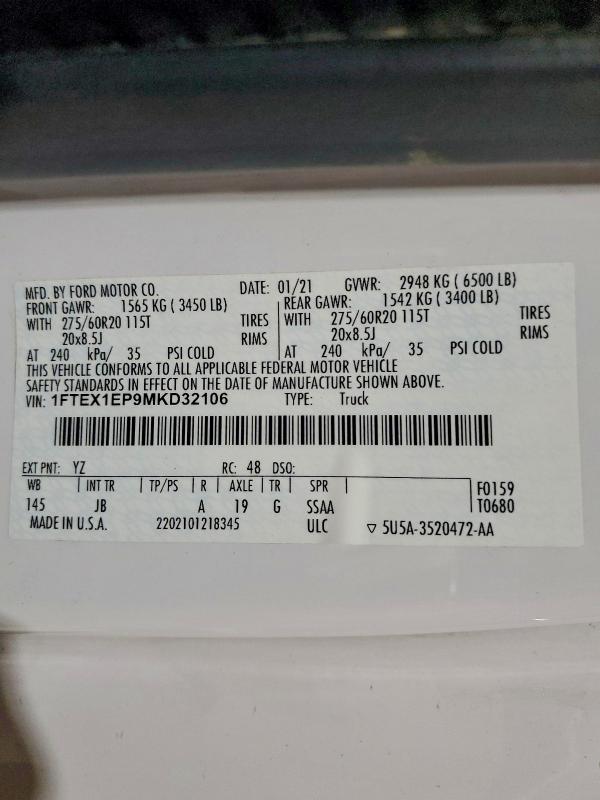 MFD. BY FORD MOTOR CO. DATE: 01/21 GVWR: 2948 KG ( 6500 LB)
FRONT GAWR: 1565 KG ( 3450 LB) REAR GAWR: 1542 KG ( 3400 LB)
WITH 275/60R20 115T TIRES WITH 275/60R20 115T TIRES
20x8.5J RIMS 20x8.5J RIMS
AT 240 kPa/ 35 PSI COLD AT 240 kPa/ 35 PSI COLD
THIS VEHICLE CONFORMS TO ALL APPLICABLE FEDERAL MOTOR VEHICLE
SAFETY STANDARDS IN EFFECT ON THE DATE OF MANUFACTURE SHOWN ABOVE.
VIN: 1FTEX1EP9MKD32106 TYPE: Truck
EXT PNT: YZ RC: 48 DSO:
WB INT TR TP/PS R AXLE TR SPR F0159
145 JB A 19 G SSAA T0680
MADE IN U.S.A. 2202101218345 ULC ▽ 5U5A-3520472-AA